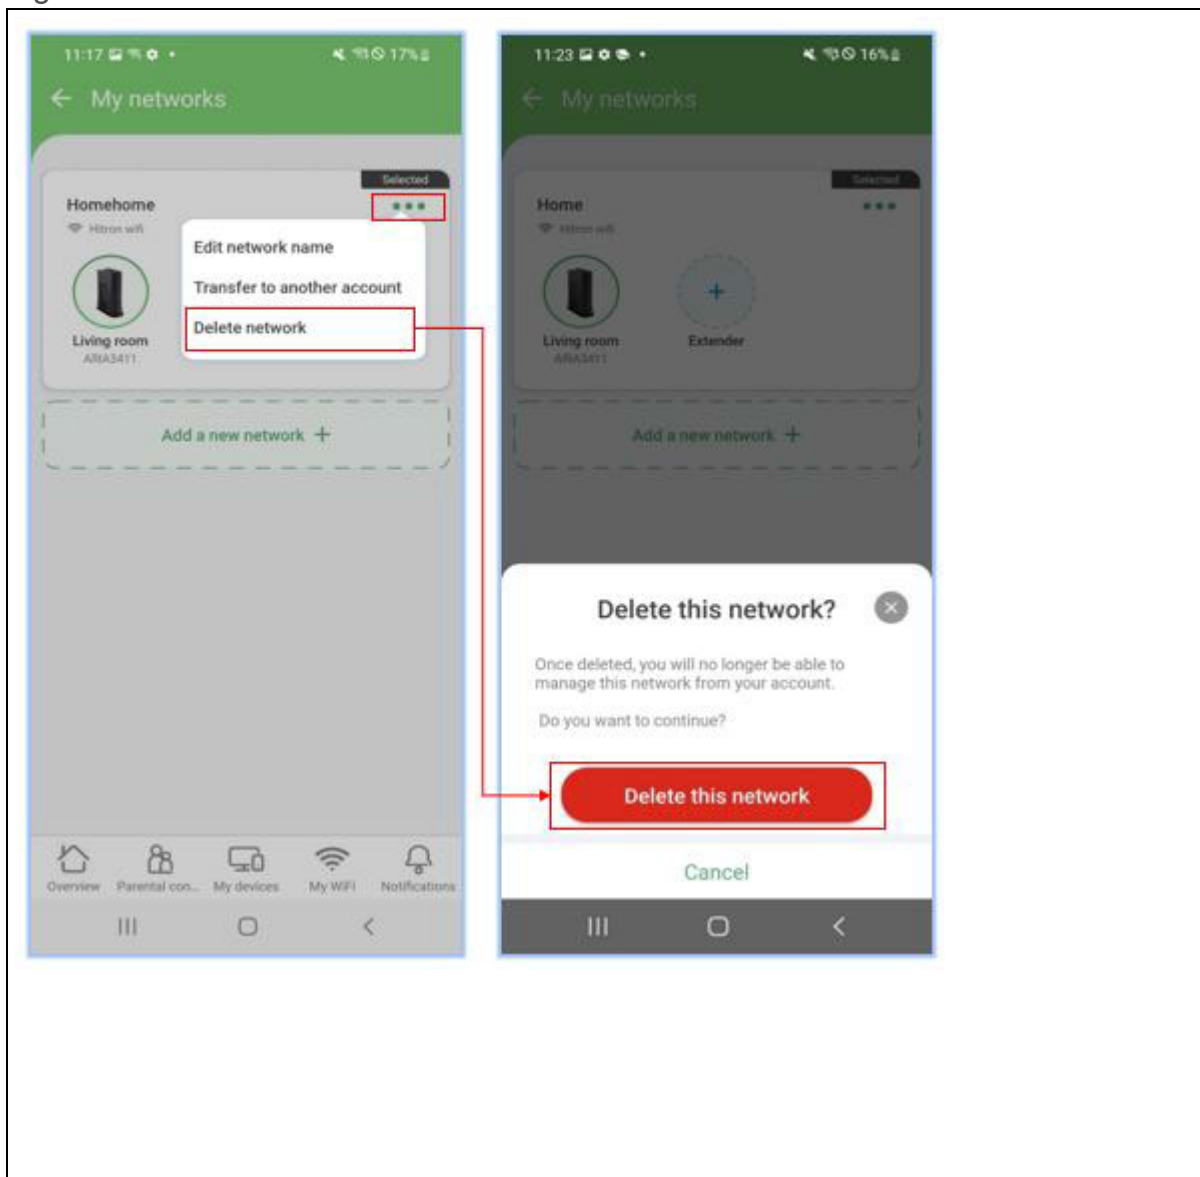 11:17
17%
My networks
Selected
Homehome
Hitron wifi
Edit network name
Transfer to another account
Delete network
Living room
ARIA3411
Add a new network +
Overview
Parental con...
My devices
My WiFi
Notifications
11:23
16%
My networks
Selected
Home
Hitron wifi
+
Living room
Extender
ARIA3411
Add a new network +
Delete this network?
Once deleted, you will no longer be able to
manage this network from your account.
Do you want to continue?
Delete this network
Cancel